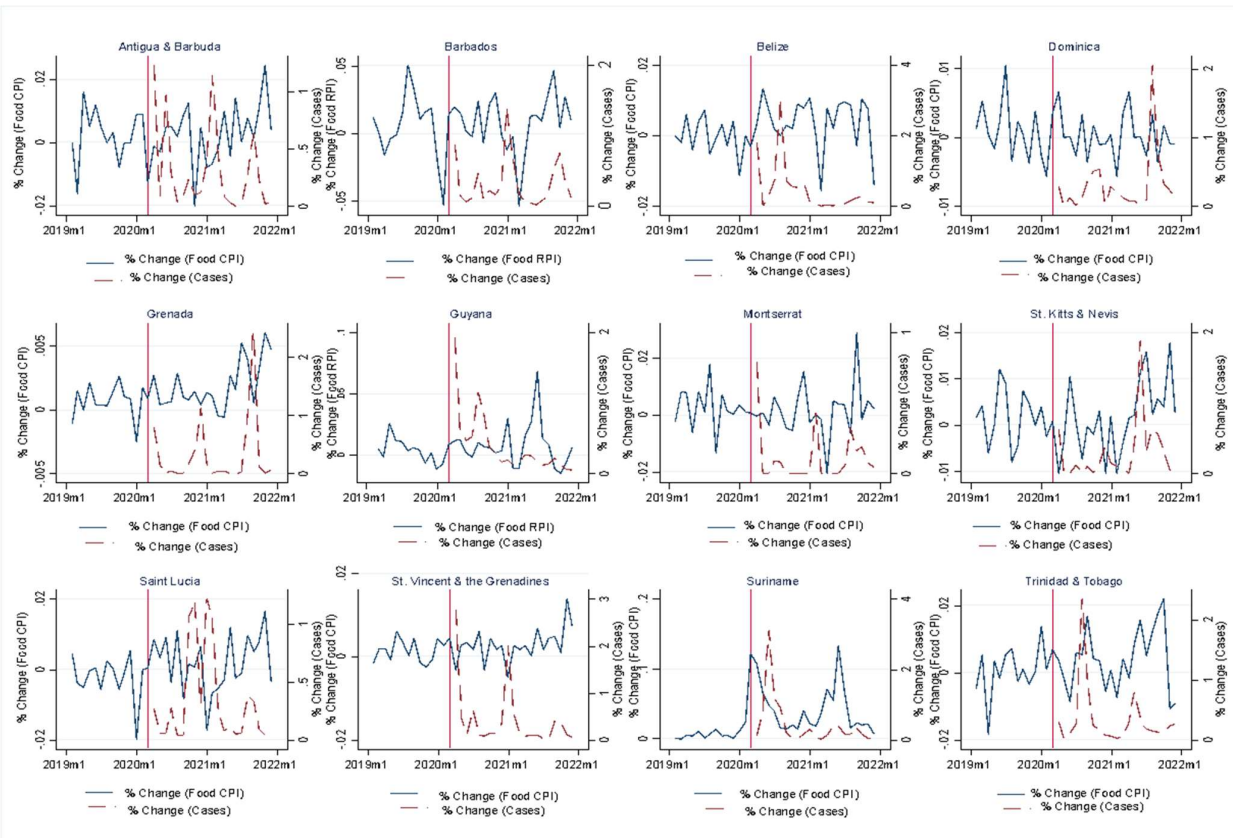 Antigua & Barbuda
% Change (Food CPI)
.02
0
-.02
1
.5
0
% Change (Cases)
2019m1 2020m1 2021m1 2022m1
% Change (Food CPI)
% Change (Cases)
Barbados
% Change (Food RPI)
.05
0
-.05
2
1
0
% Change (Cases)
2019m1 2020m1 2021m1 2022m1
% Change (Food RPI)
% Change (Cases)
Belize
% Change (Food CPI)
.02
0
-.02
4
2
0
% Change (Cases)
2019m1 2020m1 2021m1 2022m1
% Change (Food CPI)
% Change (Cases)
Dominica
% Change (Food CPI)
.01
0
-.01
2
1
0
% Change (Cases)
2019m1 2020m1 2021m1 2022m1
% Change (Food CPI)
% Change (Cases)
Grenada
% Change (Food CPI)
.005
0
-.005
2
1
0
% Change (Cases)
2019m1 2020m1 2021m1 2022m1
% Change (Food CPI)
% Change (Cases)
Guyana
% Change (Food RPI)
.1
.05
0
2
1
0
% Change (Cases)
2019m1 2020m1 2021m1 2022m1
% Change (Food RPI)
% Change (Cases)
Montserrat
% Change (Food CPI)
.02
0
-.02
1
.5
0
% Change (Cases)
2019m1 2020m1 2021m1 2022m1
% Change (Food CPI)
% Change (Cases)
St. Kitts & Nevis
% Change (Food CPI)
.02
.01
0
-.01
2
1
0
% Change (Cases)
2019m1 2020m1 2021m1 2022m1
% Change (Food CPI)
% Change (Cases)
Saint Lucia
% Change (Food CPI)
.02
0
-.02
1
.5
0
% Change (Cases)
2019m1 2020m1 2021m1 2022m1
% Change (Food CPI)
% Change (Cases)
St. Vincent & the Grenadines
% Change (Food CPI)
.02
0
-.02
3
2
1
0
% Change (Cases)
2019m1 2020m1 2021m1 2022m1
% Change (Food CPI)
% Change (Cases)
Suriname
% Change (Food CPI)
.2
.1
0
4
2
0
% Change (Cases)
2019m1 2020m1 2021m1 2022m1
% Change (Food CPI)
% Change (Cases)
Trinidad & Tobago
% Change (Food CPI)
.02
0
-.02
2
1
0
% Change (Cases)
2019m1 2020m1 2021m1 2022m1
% Change (Food CPI)
% Change (Cases)